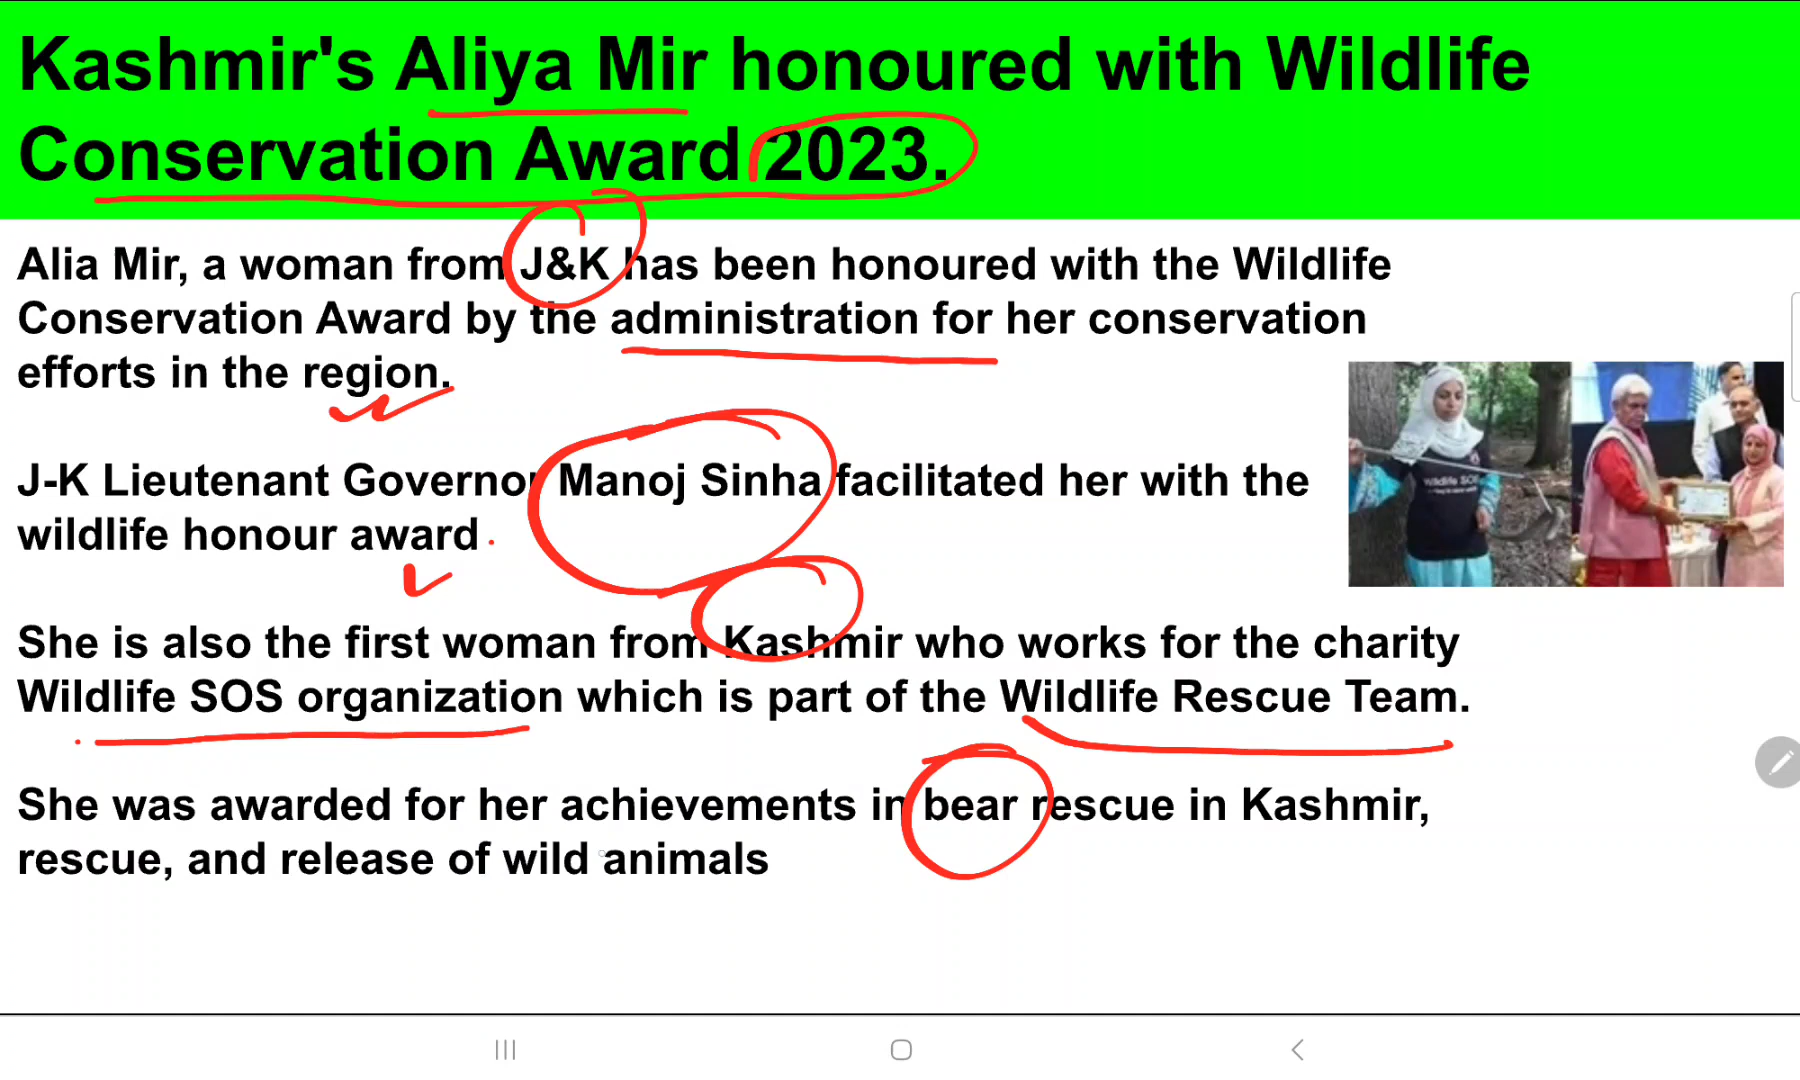 Kashmir's Aliya Mir honoured with Wildlife
Conservation Award 2023.
Alia Mir, a woman from J&K has been honoured with the Wildlife
Conservation Award by the administration for her conservation
efforts in the region.
J-K Lieutenant Governor Manoj Sinha facilitated her with the
wildlife honour award
She is also the first woman from Kashmir who works for the charity
Wildlife SOS organization which is part of the Wildlife Rescue Team.
She was awarded for her achievements in bear rescue in Kashmir,
rescue, and release of wild animals
Wildlife SOS